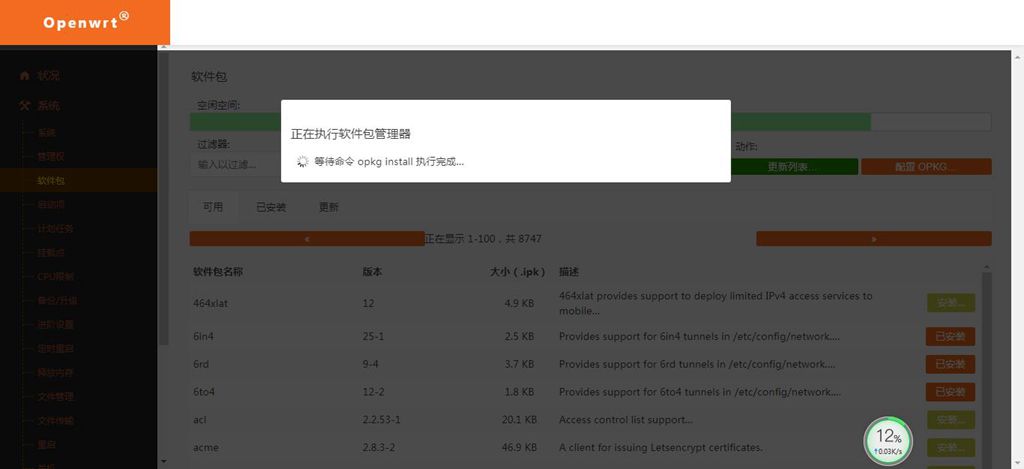 Openwrt®
状况
系统
系统
管理权
软件包
启动项
计划任务
挂载点
CPU限制
备份/升级
进阶设置
定时重启
释放内存
文件管理
文件传输
重启
软件包
空闲空间:
过滤器:
输入以过滤…
动作:
更新列表…
配置 OPKG…
正在执行软件包管理器
等待命令 opkg install 执行完成…
可用
已安装
更新
«
正在显示 1-100，共 8747
»
软件包名称 版本 大小（.ipk） 描述
464xlat 12 4.9 KB 464xlat provides support to deploy limited IPv4 access services to mobile… 安装…
6in4 25-1 2.5 KB Provides support for 6in4 tunnels in /etc/config/network.… 已安装
6rd 9-4 3.7 KB Provides support for 6rd tunnels in /etc/config/network.… 已安装
6to4 12-2 1.8 KB Provides support for 6to4 tunnels in /etc/config/network.… 已安装
acl 2.2.53-1 20.1 KB Access control list support… 安装…
acme 2.8.3-2 46.9 KB A client for issuing Letsencrypt certificates.
12%
↑0.03K/s